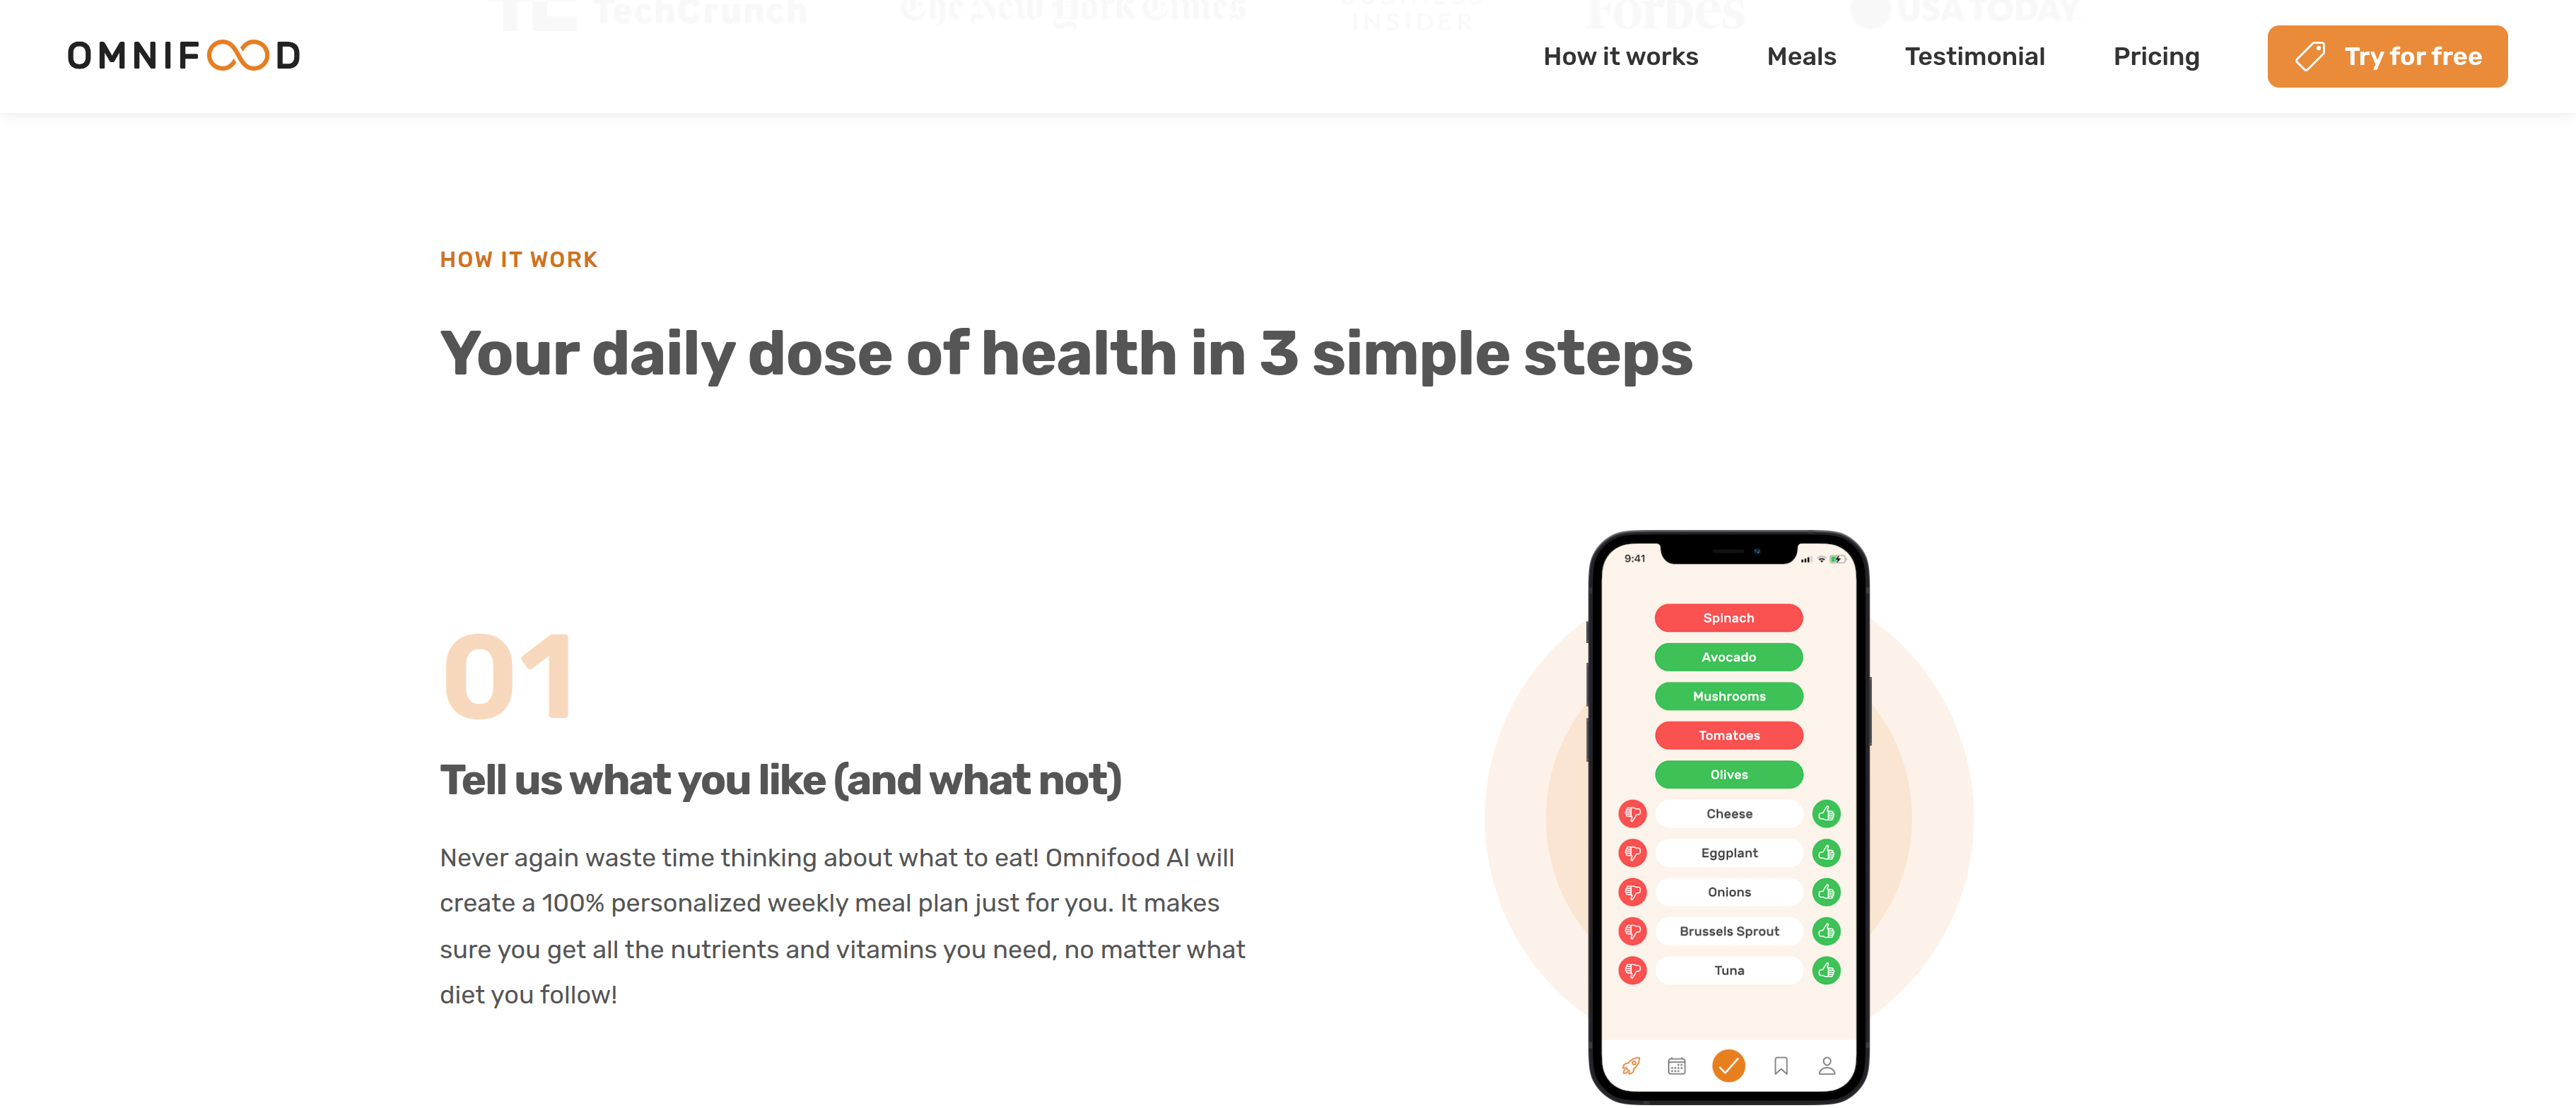 TechCrunch
The New York Times
BUSINESS
INSIDER
Forbes
USA TODAY
OMNIFOOD
How it works
Meals
Testimonial
Pricing
Try for free
HOW IT WORK
Your daily dose of health in 3 simple steps
01
Tell us what you like (and what not)
Never again waste time thinking about what to eat! Omnifood AI will
create a 100% personalized weekly meal plan just for you. It makes
sure you get all the nutrients and vitamins you need, no matter what
diet you follow!
9:41
Spinach
Avocado
Mushrooms
Tomatoes
Olives
Cheese
Eggplant
Onions
Brussels Sprout
Tuna